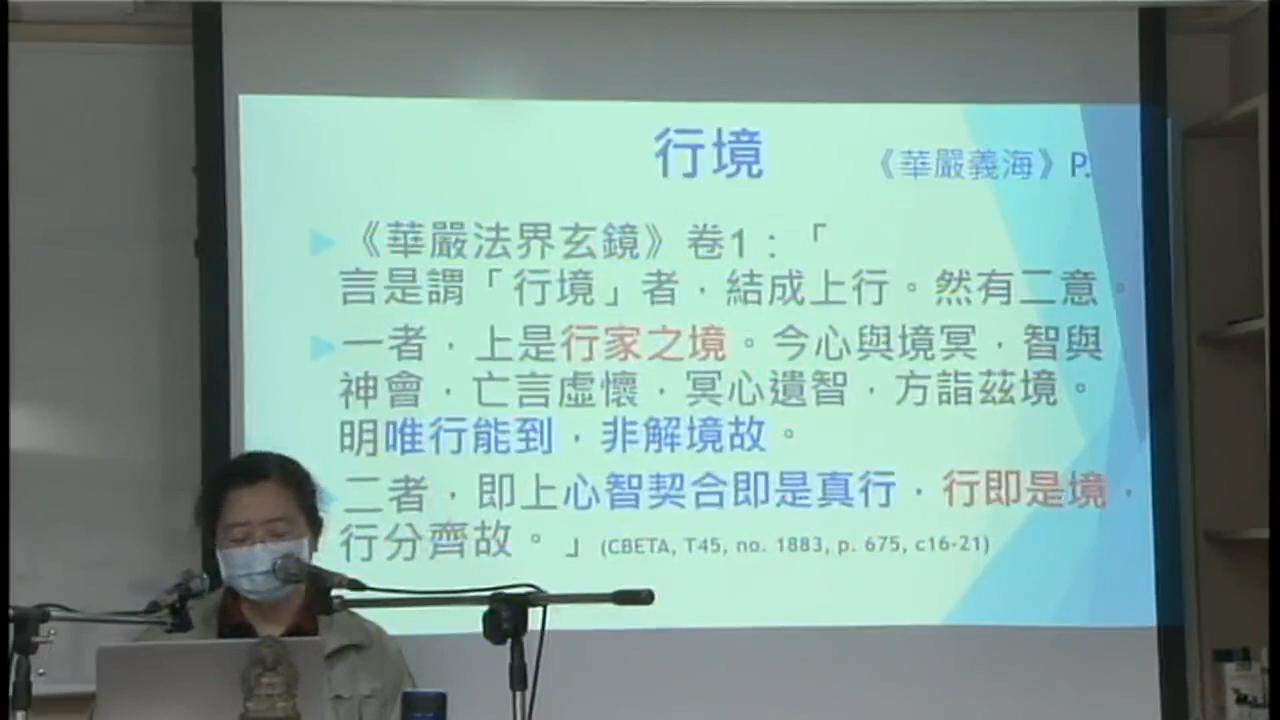 行境
《華嚴義海》P.
《華嚴法界玄鏡》卷1：「
言是謂「行境」者，結成上行。然有二意。
一者，上是行家之境。今心與境冥，智與
神會，亡言虛懷，冥心遺智，方詣茲境。
明唯行能到，非解境故。
二者，即上心智契合即是真行，行即是境，
行分齊故。」(CBETA, T45, no. 1883, p. 675, c16-21)